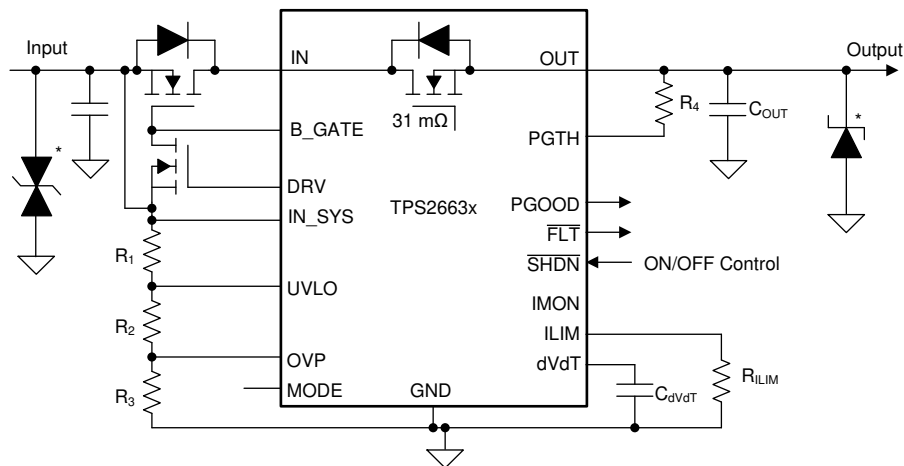 Input
IN
OUT
Output
31 mΩ
R4
COUT
B_GATE
PGTH
*
*
DRV
TPS2663x
PGOOD
IN_SYS
FLT
R1
SHDN
ON/OFF Control
UVLO
IMON
R2
ILIM
OVP
dVdT
RILIM
R3
MODE
GND
CdVdT